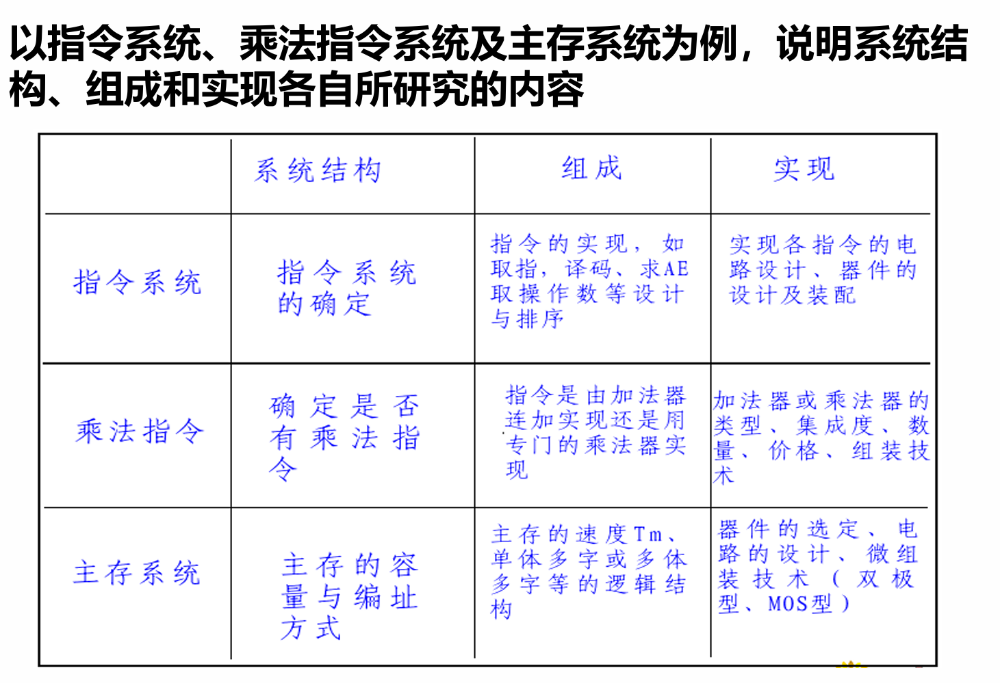 以指令系统、乘法指令系统及主存系统为例，说明系统结
构、组成和实现各自所研究的内容
系统结构
组成
实现
指令系统
指令系统
的确定
指令的实现，如
取指，译码、求AE
取操作数等设计
与排序
实现各指令的电
路设计、器件的
设计及装配
乘法指令
确定是否
有乘法指
令
指令是由加法器
连加实现还是用
专门的乘法器实
现
加法器或乘法器的
类型、集成度、数
量、价格、组装技
术
主存系统
主存的容
量与编址
方式
主存的速度Tm、
单体多字或多体
多字等的逻辑结
构
器件的选定、电
路的设计、微组
装技术（双极
型、MOS型）